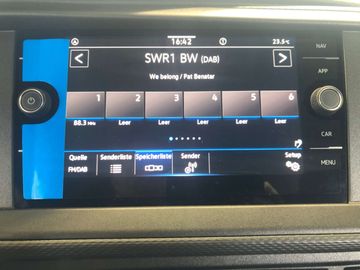 16:42 23.5°c
NAV
SWR1 BW (DAB)
We belong / Pat Benatar
APP
1 2 3 4 5 6
88.3 MHz Leer Leer Leer Leer Leer
CAR
Quelle Senderliste Speicherliste Sender Setup
FM/DAB
MENU